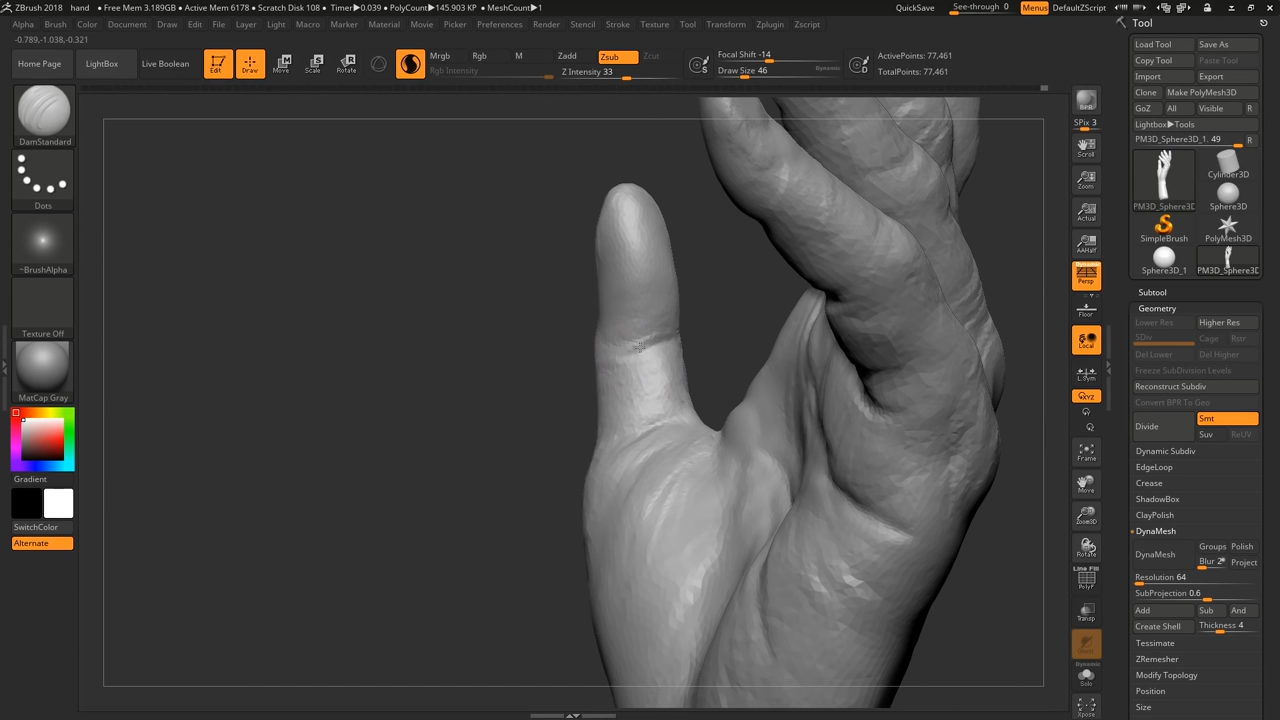 ZBrush 2018 hand ● Free Mem 3.189GB ● Active Mem 6178 ● Scratch Disk 108 ● Timer▶0.039 ● PolyCount▶145.903 KP ● MeshCount▶1
QuickSave
See-through 0
Menus
DefaultZScript
Alpha Brush Color Document Draw Edit File Layer Light Macro Marker Material Movie Picker Preferences Render Stencil Stroke Texture Tool Transform Zplugin Zscript
-0.789,-1.038,-0.321
Home Page
LightBox
Live Boolean
Edit
Draw
Move
Scale
Rotate
Mrgb Rgb M Zadd Zsub Zcut
Rgb Intensity
Z Intensity 33
S
Focal Shift -14
Draw Size 46
Dynamic
D
ActivePoints: 77,461
TotalPoints: 77,461
DamStandard
Dots
~BrushAlpha
Texture Off
MatCap Gray
Gradient
SwitchColor
Alternate
BPR
SPix 3
Scroll
Zoom
Actual
AAHalf
Dynamic
Persp
Floor
Local
L.Sym
XYZ
Frame
Move
Zoom3D
Rotate
Line Fill
PolyF
Transp
Dynamic
Solo
Xpose
Tool
Load Tool Save As
Copy Tool Paste Tool
Import Export
Clone Make PolyMesh3D
GoZ All Visible R
Lightbox▶Tools
PM3D_Sphere3D_1. 49 R
PM3D_Sphere3D
Cylinder3D
Sphere3D
SimpleBrush
PolyMesh3D
Sphere3D_1
PM3D_Sphere3D
Subtool
Geometry
Lower Res Higher Res
SDiv Cage Rstr
Del Lower Del Higher
Freeze SubDivision Levels
Reconstruct Subdiv
Convert BPR To Geo
Divide
Smt
Suv ReUV
Dynamic Subdiv
EdgeLoop
Crease
ShadowBox
ClayPolish
DynaMesh
DynaMesh
Groups Polish
Blur 2 Project
Resolution 64
SubProjection 0.6
Add Sub And
Create Shell Thickness 4
Tessimate
ZRemesher
Modify Topology
Position
Size